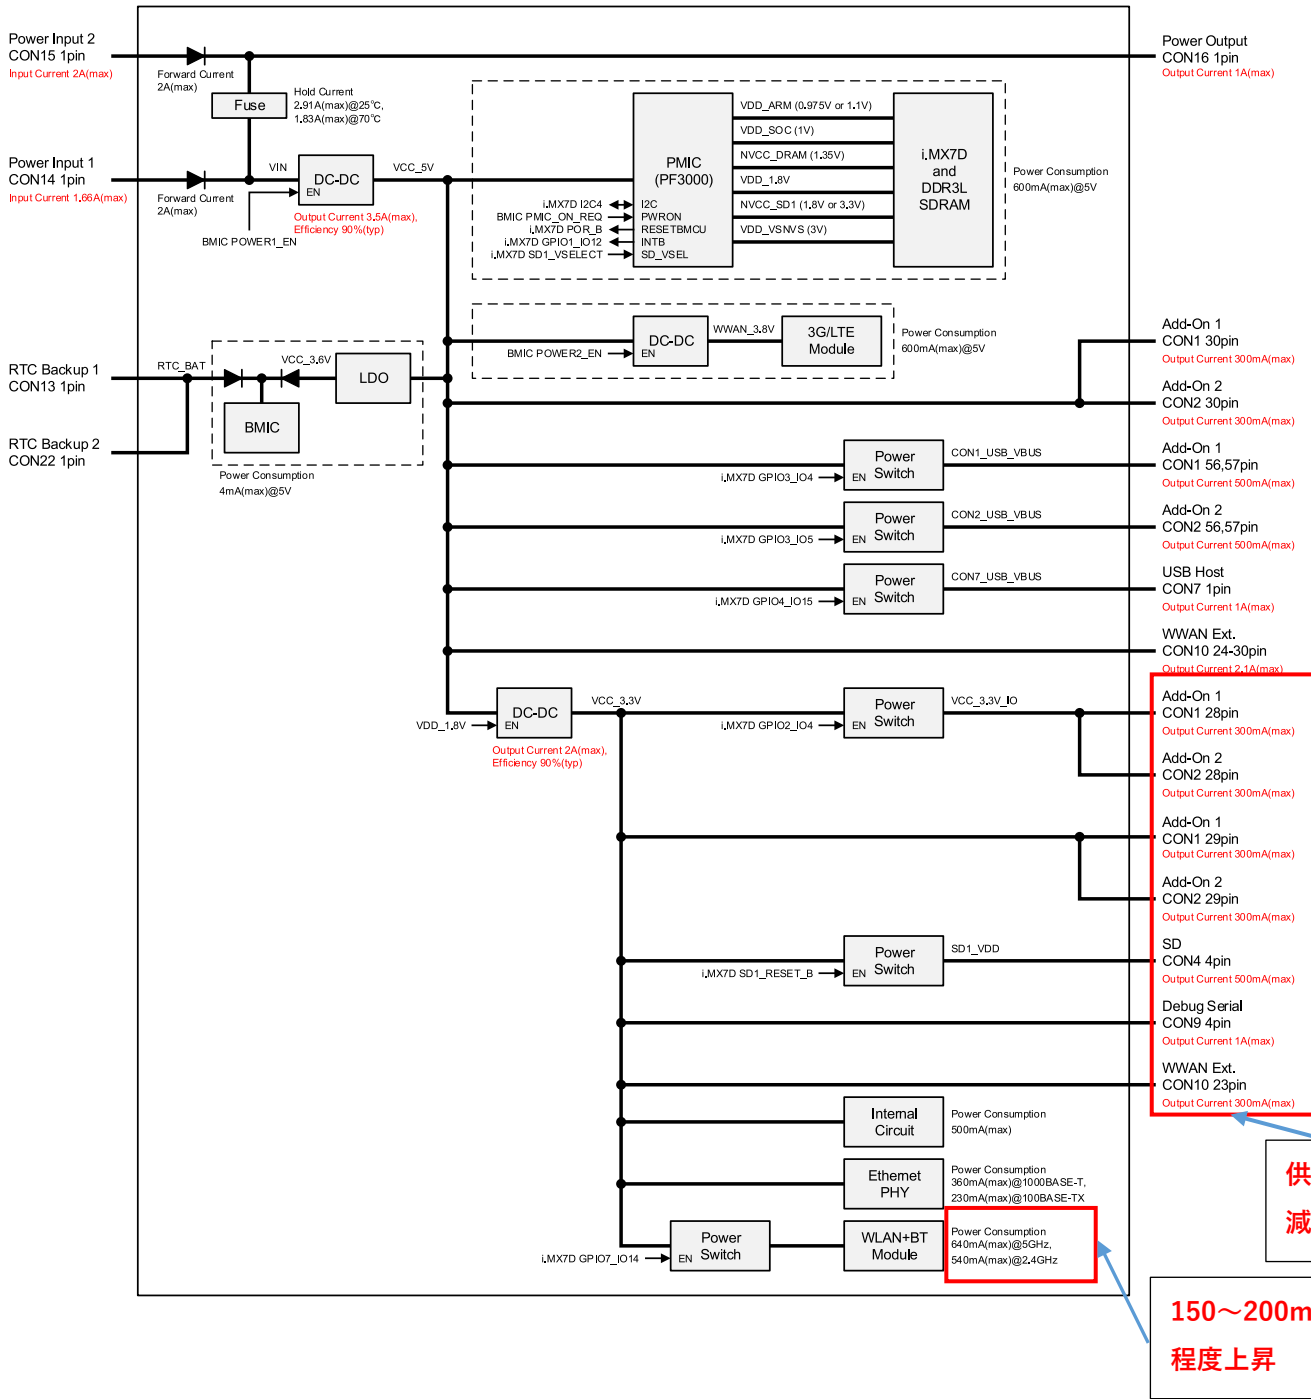 Power Input 2
CON15 1pin
Input Current 2A(max)
Forward Current
2A(max)
Fuse
Hold Current
2.91A(max)@25℃,
1.83A(max)@70℃
Power Output
CON16 1pin
Output Current 1A(max)
Power Input 1
CON14 1pin
Input Current 1.66A(max)
Forward Current
2A(max)
VIN
DC-DC
EN
VCC_5V
Output Current 3.5A(max),
Efficiency 90%(typ)
BMIC POWER1_EN
PMIC
(PF3000)
I2C
PWRON
RESETBMCU
INTB
SD_VSEL
i.MX7D I2C4
BMIC PMIC_ON_REQ
i.MX7D POR_B
i.MX7D GPIO1_IO12
i.MX7D SD1_VSELECT
VDD_ARM (0.975V or 1.1V)
VDD_SOC (1V)
NVCC_DRAM (1.35V)
VDD_1.8V
NVCC_SD1 (1.8V or 3.3V)
VDD_VSNVS (3V)
i.MX7D
and
DDR3L
SDRAM
Power Consumption
600mA(max)@5V
BMIC POWER2_EN
DC-DC
EN
WWAN_3.8V
3G/LTE
Module
Power Consumption
600mA(max)@5V
RTC Backup 1
CON13 1pin
RTC Backup 2
CON22 1pin
RTC_BAT
VCC_3.6V
LDO
BMIC
Power Consumption
4mA(max)@5V
Add-On 1
CON1 30pin
Output Current 300mA(max)
Add-On 2
CON2 30pin
Output Current 300mA(max)
i.MX7D GPIO3_IO4
Power
Switch
EN
CON1_USB_VBUS
Add-On 1
CON1 56,57pin
Output Current 500mA(max)
i.MX7D GPIO3_IO5
Power
Switch
EN
CON2_USB_VBUS
Add-On 2
CON2 56,57pin
Output Current 500mA(max)
i.MX7D GPIO4_IO15
Power
Switch
EN
CON7_USB_VBUS
USB Host
CON7 1pin
Output Current 1A(max)
WWAN Ext.
CON10 24-30pin
Output Current 2.1A(max)
VDD_1.8V
DC-DC
EN
VCC_3.3V
Output Current 2A(max),
Efficiency 90%(typ)
i.MX7D GPIO2_IO4
Power
Switch
EN
VCC_3.3V_IO
Add-On 1
CON1 28pin
Output Current 300mA(max)
Add-On 2
CON2 28pin
Output Current 300mA(max)
Add-On 1
CON1 29pin
Output Current 300mA(max)
Add-On 2
CON2 29pin
Output Current 300mA(max)
i.MX7D SD1_RESET_B
Power
Switch
EN
SD1_VDD
SD
CON4 4pin
Output Current 500mA(max)
Debug Serial
CON9 4pin
Output Current 1A(max)
WWAN Ext.
CON10 23pin
Output Current 300mA(max)
Internal
Circuit
Power Consumption
500mA(max)
Ethernet
PHY
Power Consumption
360mA(max)@1000BASE-T,
230mA(max)@100BASE-TX
i.MX7D GPIO7_IO14
Power
Switch
EN
WLAN+BT
Module
Power Consumption
640mA(max)@5GHz,
540mA(max)@2.4GHz
供
減
150～200m
程度上昇